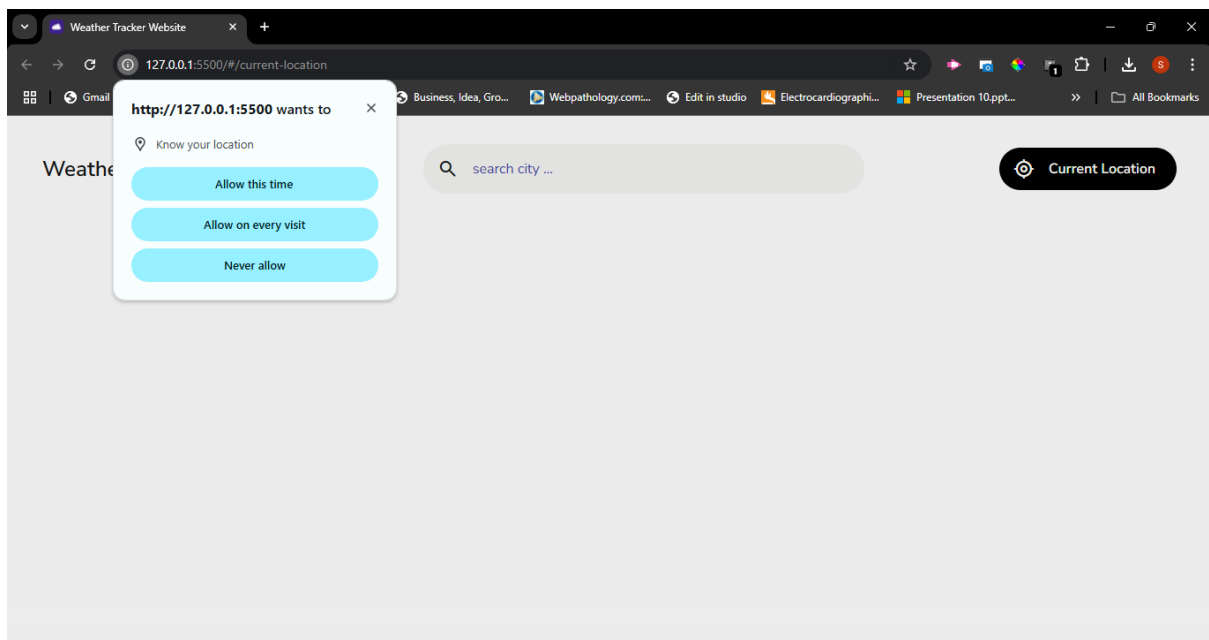 Weather Tracker Website
127.0.0.1:5500/#/current-location
Gmail
Business, Idea, Gro...
Webpathology.com:...
Edit in studio
Electrocardiographi...
Presentation 10.ppt...
All Bookmarks
http://127.0.0.1:5500 wants to
Know your location
Allow this time
Allow on every visit
Never allow
Weathe
search city ...
Current Location
S
1